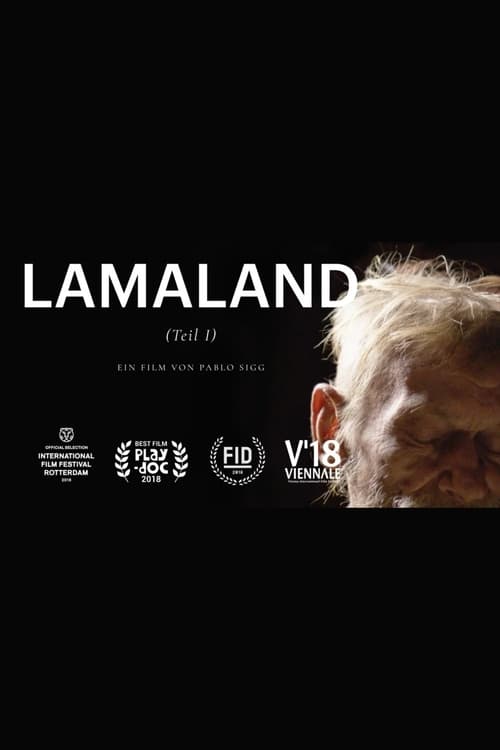 LAMALAND
(Teil I)
EIN FILM VON PABLO SIGG
OFFICIAL SELECTION
INTERNATIONAL
FILM FESTIVAL
ROTTERDAM
2018
BEST FILM
PLAY
-DOC
2018
FID
2018
V'18
VIENNALE